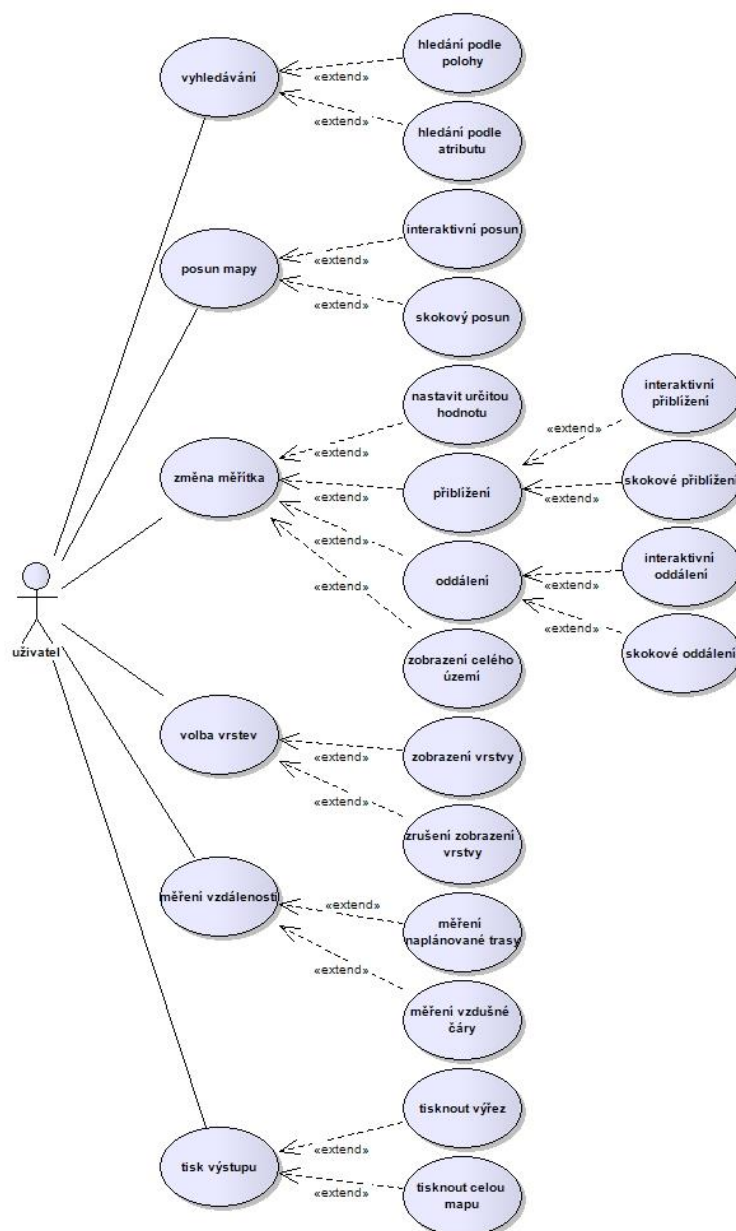 hledání podle
polohy
vyhledávání
«extend»
«extend»
hledání podle
atributu
interaktivní posun
posun mapy
«extend»
«extend»
skokový posun
nastavit určitou
hodnotu
interaktivní
přiblížení
«extend»
«extend»
změna měřítka
«extend»
přiblížení
skokové přiblížení
«extend»
«extend»
oddálení
interaktivní
oddálení
«extend»
«extend»
«extend»
skokové oddálení
uživatel
zobrazení celého
území
volba vrstev
«extend»
zobrazení vrstvy
«extend»
zrušení zobrazení
vrstvy
měření vzdáleností
«extend»
měření
naplánované trasy
«extend»
měření vzdušné
čáry
tisknout výřez
tisk výstupu
«extend»
«extend»
tisknout celou
mapu